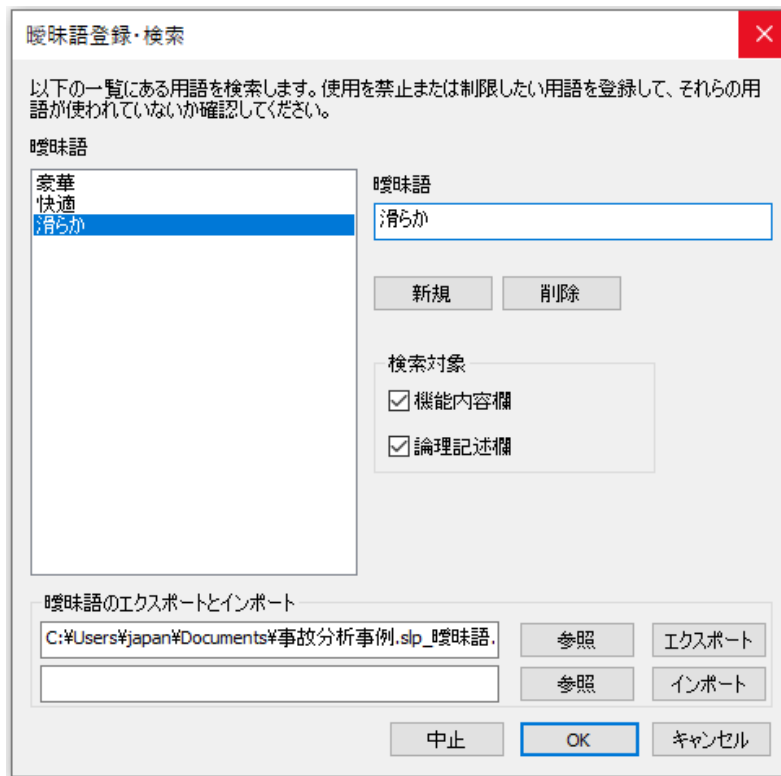 曖昧語登録・検索
以下の一覧にある用語を検索します。使用を禁止または制限したい用語を登録して、それらの用
語が使われていないか確認してください。
曖昧語
豪華
快適
滑らか
曖昧語
滑らか
新規 削除
検索対象
機能内容欄
論理記述欄
曖昧語のエクスポートとインポート
C:¥Users¥japan¥Documents¥事故分析事例.slp_曖昧語. 参照 エクスポート
参照 インポート
中止 OK キャンセル